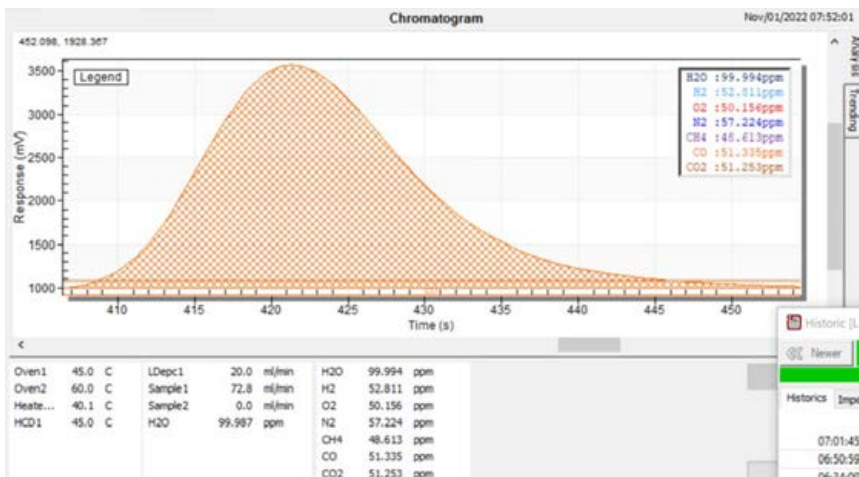 Chromatogram
Nov/01/2022 07:52:01
452.098, 1928.367
Legend
H2O :99.994ppm
H2 :52.811ppm
O2 :50.156ppm
N2 :57.224ppm
CH4 :48.613ppm
CO :51.335ppm
CO2 :51.253ppm
Analysis
Trending
Response (mV)
3500
3000
2500
2000
1500
1000
410 415 420 425 430 435 440 445 450
Time (s)
Historic [L
Newer
Historics Impo
07:01:45
06:50:59
Oven1 45.0 C LDepc1 20.0 ml/min H2O 99.994 ppm
Oven2 60.0 C Sample1 72.8 ml/min H2 52.811 ppm
Heate... 40.1 C Sample2 0.0 ml/min O2 50.156 ppm
HCD1 45.0 C H2O 99.987 ppm N2 57.224 ppm
CH4 48.613 ppm
CO 51.335 ppm
CO2 51.253 ppm